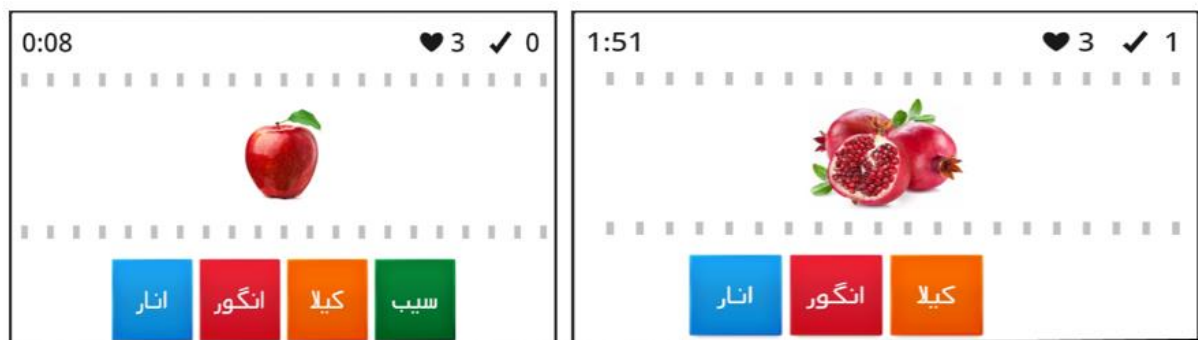 0:08 ♥ 3 ✓ 0
انار انگور کیلا سیب
1:51 ♥ 3 ✓ 1
انار انگور کیلا